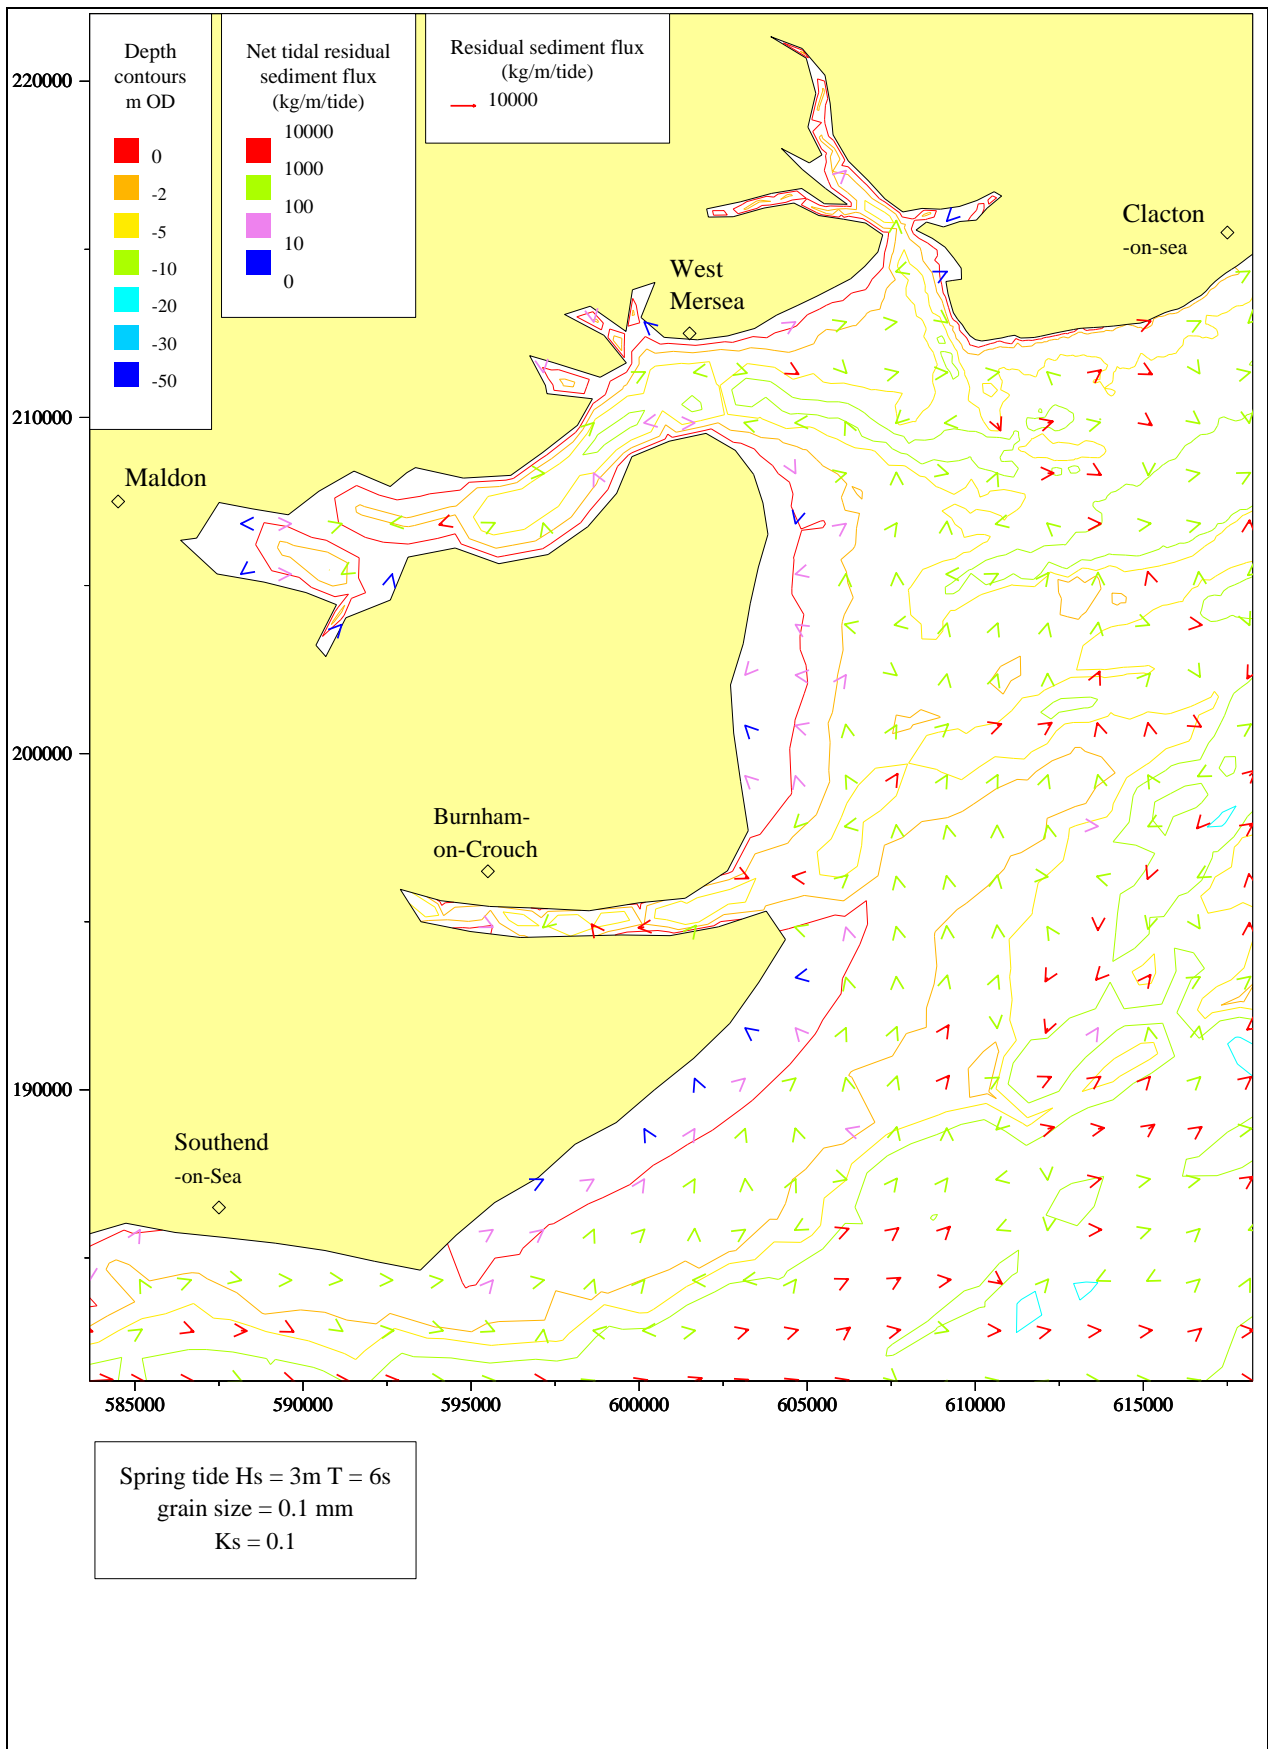 Depth
contours
m OD
0
-2
-5
-10
-20
-30
-50
Net tidal residual
sediment flux
(kg/m/tide)
10000
1000
100
10
0
Residual sediment flux
(kg/m/tide)
10000
220000
210000
200000
190000
Clacton
-on-sea
West
Mersea
Maldon
Burnham-
on-Crouch
Southend
-on-Sea
585000 590000 595000 600000 605000 610000 615000
Spring tide Hs = 3m T = 6s
grain size = 0.1 mm
Ks = 0.1